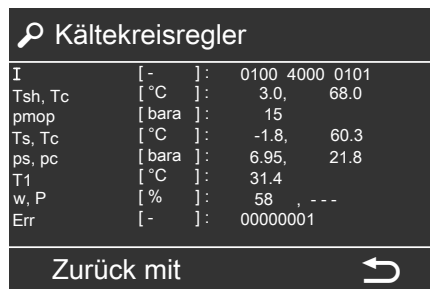 Kältekreisregler
I [ - ] : 0100 4000 0101
Tsh, Tc [ °C ] : 3.0, 68.0
pmop [ bara ] : 15
Ts, Tc [ °C ] : -1.8, 60.3
ps, pc [ bara ] : 6.95, 21.8
T1 [ °C ] : 31.4
w, P [ % ] : 58 , - - -
Err [ - ] : 00000001
Zurück mit